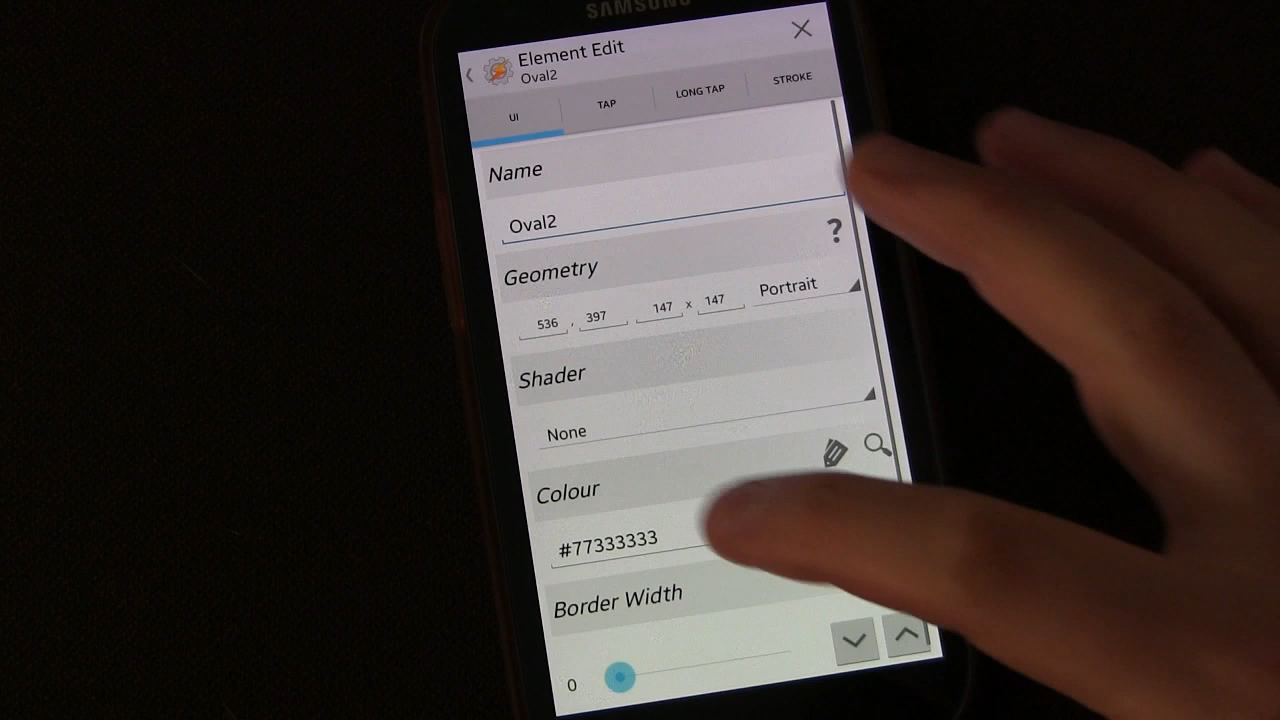 SAMSUNG
Element Edit
Oval2
UI TAP LONG TAP STROKE
Name
Oval2
Geometry ?
536 , 397 147 x 147 Portrait
Shader
None
Colour
#77333333
Border Width
0